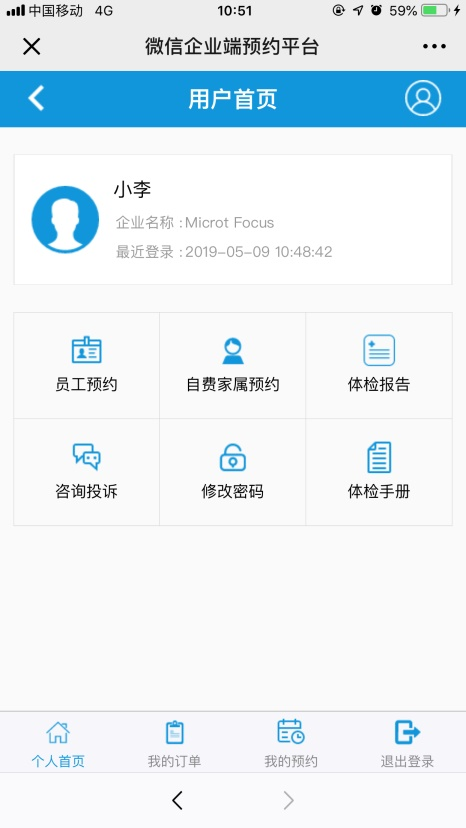 中国移动 4G 10:51 59%
微信企业端预约平台
用户首页
小李
企业名称 :Microt Focus
最近登录 :2019-05-09 10:48:42
员工预约 自费家属预约 体检报告
咨询投诉 修改密码 体检手册
个人首页 我的订单 我的预约 退出登录